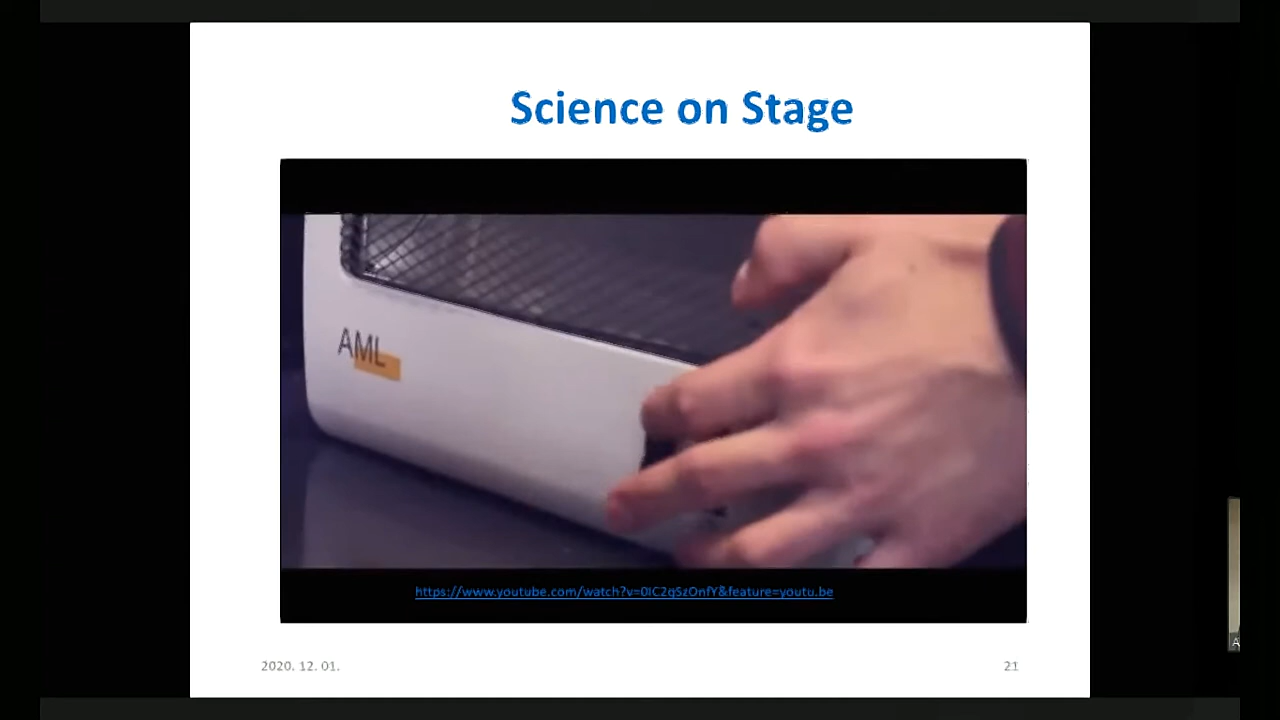 Science on Stage
AML
https://www.youtube.com/watch?v=0IC2qSzOnfY&feature=youtu.be
2020. 12. 01.
21
A